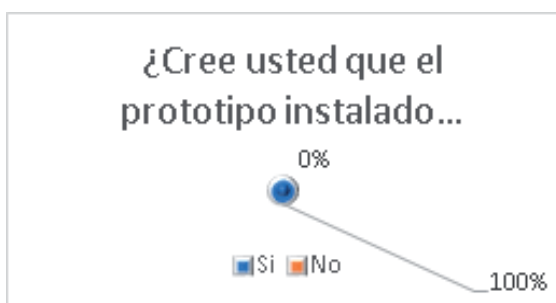 ¿Cree usted que el
prototipo instalado...
0%
Si No
100%